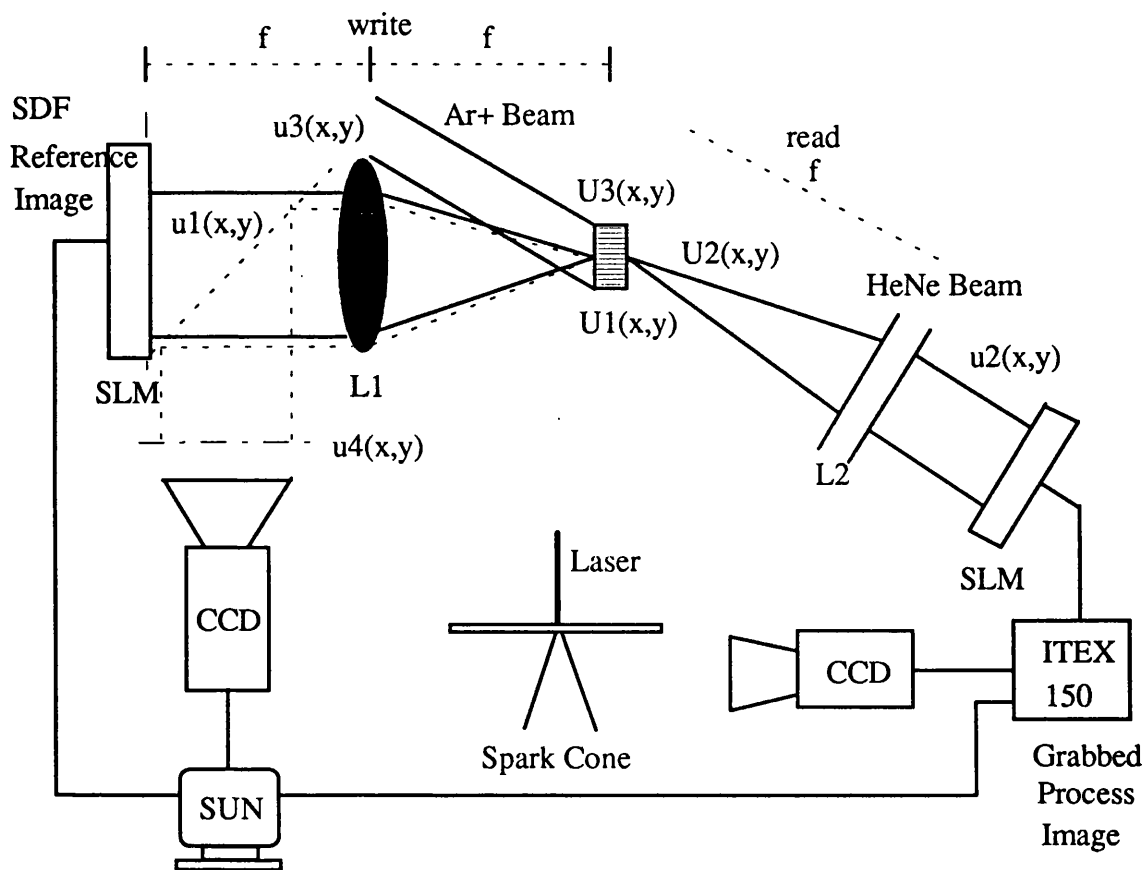 write
f
f
SDF
Reference
Image
u3(x,y)
Ar+ Beam
read
f
u1(x,y)
U3(x,y)
U2(x,y)
HeNe Beam
U1(x,y)
u2(x,y)
SLM
L1
u4(x,y)
L2
SLM
Laser
CCD
CCD
ITEX
150
Spark Cone
Grabbed
Process
Image
SUN